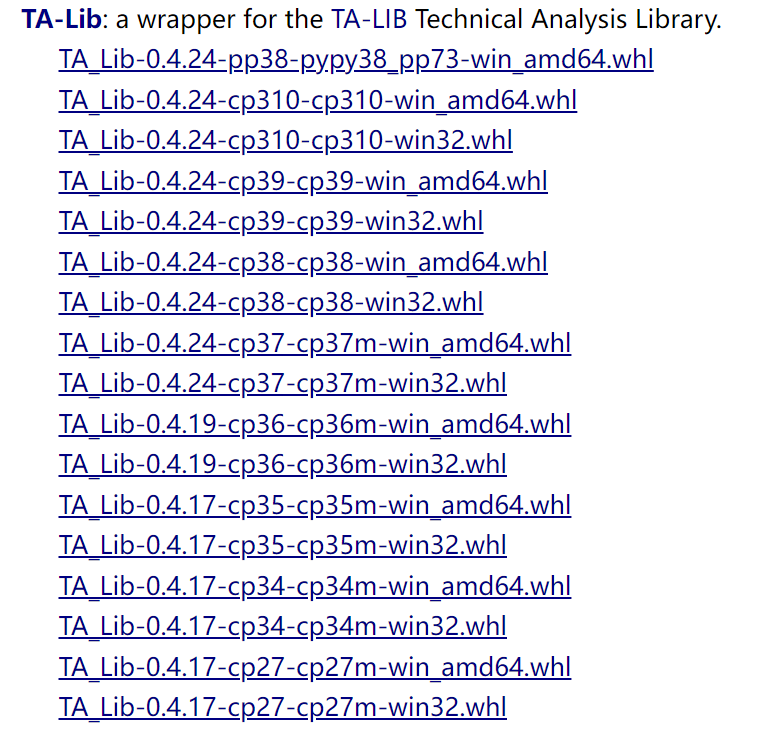 TA-Lib: a wrapper for the TA-LIB Technical Analysis Library.
TA_Lib-0.4.24-pp38-pypy38_pp73-win_amd64.whl
TA_Lib-0.4.24-cp310-cp310-win_amd64.whl
TA_Lib-0.4.24-cp310-cp310-win32.whl
TA_Lib-0.4.24-cp39-cp39-win_amd64.whl
TA_Lib-0.4.24-cp39-cp39-win32.whl
TA_Lib-0.4.24-cp38-cp38-win_amd64.whl
TA_Lib-0.4.24-cp38-cp38-win32.whl
TA_Lib-0.4.24-cp37-cp37m-win_amd64.whl
TA_Lib-0.4.24-cp37-cp37m-win32.whl
TA_Lib-0.4.19-cp36-cp36m-win_amd64.whl
TA_Lib-0.4.19-cp36-cp36m-win32.whl
TA_Lib-0.4.17-cp35-cp35m-win_amd64.whl
TA_Lib-0.4.17-cp35-cp35m-win32.whl
TA_Lib-0.4.17-cp34-cp34m-win_amd64.whl
TA_Lib-0.4.17-cp34-cp34m-win32.whl
TA_Lib-0.4.17-cp27-cp27m-win_amd64.whl
TA_Lib-0.4.17-cp27-cp27m-win32.whl